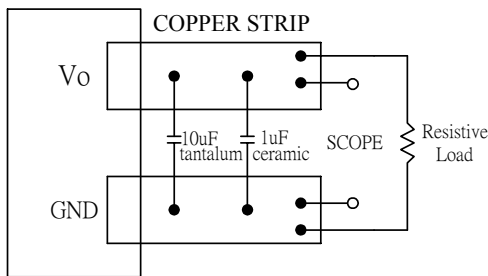 COPPER STRIP
Vo
10uF
tantalum
1uF
ceramic
SCOPE
Resistive
Load
GND